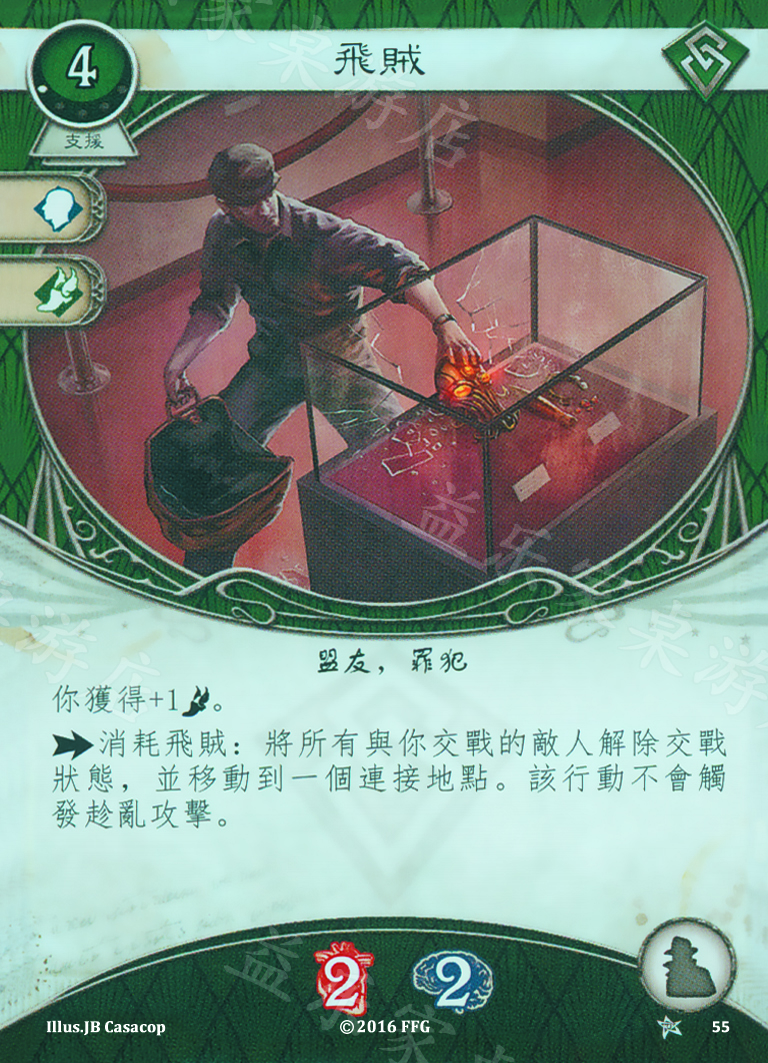 4
飛賊
支援
盟友，罪犯
你獲得+1。
消耗飛賊：將所有與你交戰的敵人解除交戰
狀態，並移動到一個連接地點。該行動不會觸
發趁亂攻擊。
2
2
Illus.JB Casacop
©2016 FFG
55